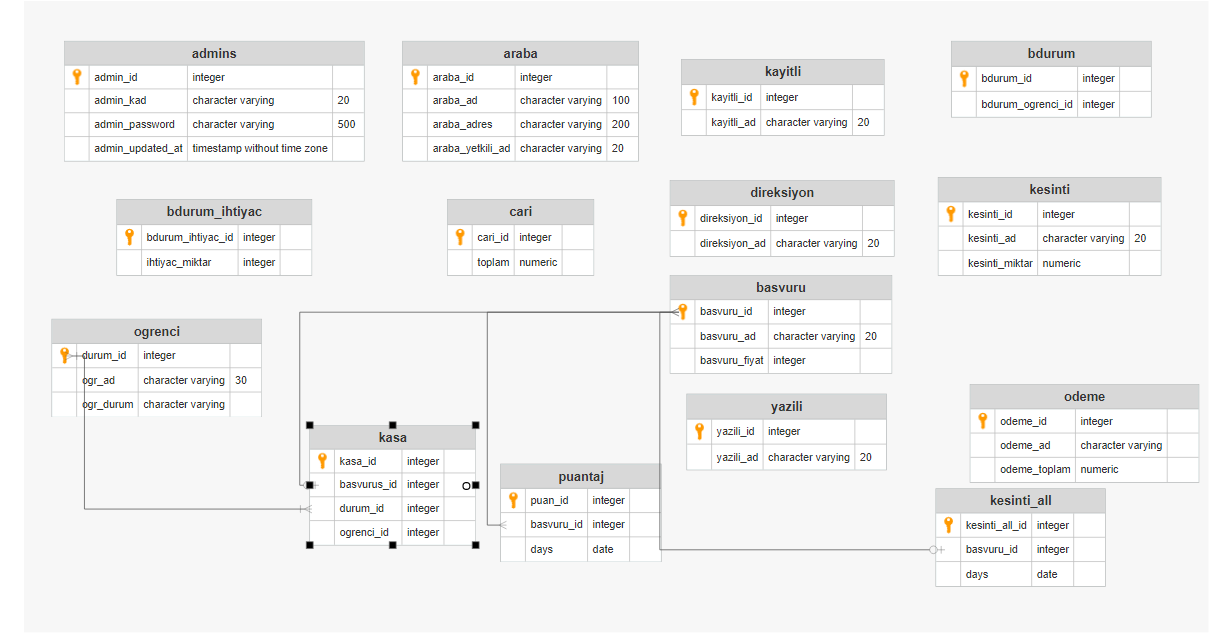 admins
admin_id integer
admin_kad character varying 20
admin_password character varying 500
admin_updated_at timestamp without time zone
araba
araba_id integer
araba_ad character varying 100
araba_adres character varying 200
araba_yetkili_ad character varying 20
kayitli
kayitli_id integer
kayitli_ad character varying 20
bdurum
bdurum_id integer
bdurum_ogrenci_id integer
bdurum_ihtiyac
bdurum_ihtiyac_id integer
ihtiyac_miktar integer
cari
cari_id integer
toplam numeric
direksiyon
direksiyon_id integer
direksiyon_ad character varying 20
kesinti
kesinti_id integer
kesinti_ad character varying 20
kesinti_miktar numeric
basvuru
basvuru_id integer
basvuru_ad character varying 20
basvuru_fiyat integer
ogrenci
durum_id integer
ogr_ad character varying 30
ogr_durum character varying
yazili
yazili_id integer
yazili_ad character varying 20
odeme
odeme_id integer
odeme_ad character varying
odeme_toplam numeric
kasa
kasa_id integer
basvurus_id integer
durum_id integer
ogrenci_id integer
puantaj
puan_id integer
basvuru_id integer
days date
kesinti_all
kesinti_all_id integer
basvuru_id integer
days date